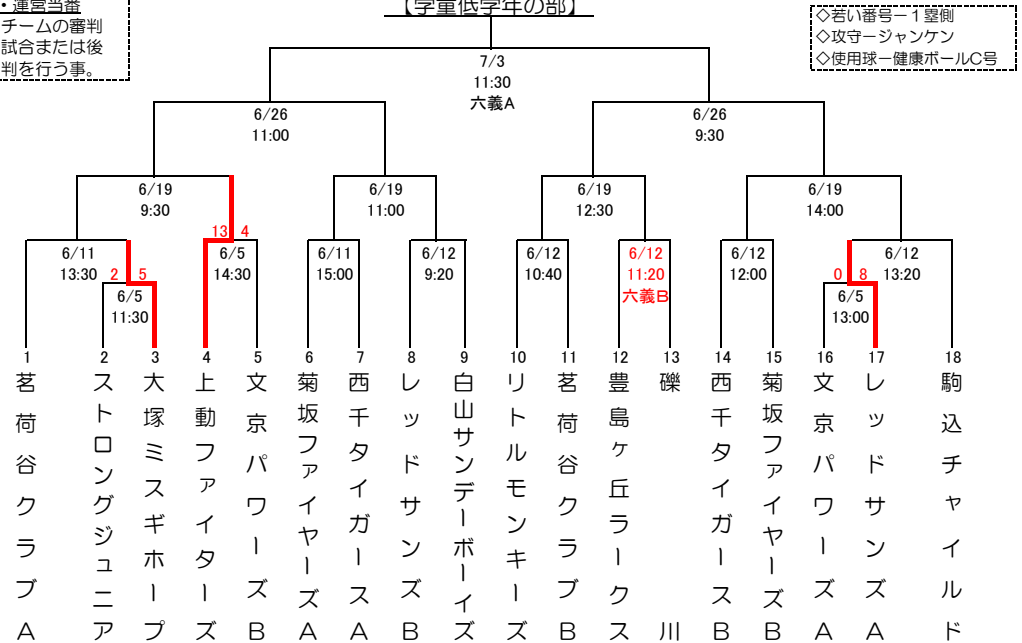 ・運営当番
チームの審判
試合または後
判を行う事。
【学童低学年の部】
◇若い番号－１塁側
◇攻守－ジャンケン
◇使用球－健康ボールC号
7/3
11:30
六義A
6/26
11:00
6/26
9:30
6/19
9:30
6/19
11:00
6/19
12:30
6/19
14:00
13 4
6/11
13:30
6/5
14:30
6/11
15:00
6/12
9:20
6/12
10:40
6/12
11:20
六義B
6/12
12:00
6/12
13:20
2 5
6/5
11:30
0 8
6/5
13:00
1 2 3 4 5 6 7 8 9 10 11 12 13 14 15 16 17 18
茗荷谷クラブA
ストロングジュニア
大塚ミスギホープ
上動ファイターズ
文京パワーズB
菊坂ファイヤーズA
西千タイガースA
レッドサンズB
白山サンデーボーイズ
リトルモンキーズ
茗荷谷クラブB
豊島ヶ丘ラークス
礫川
西千タイガースB
菊坂ファイヤーズB
文京パワーズA
レッドサンズA
駒込チャイルド